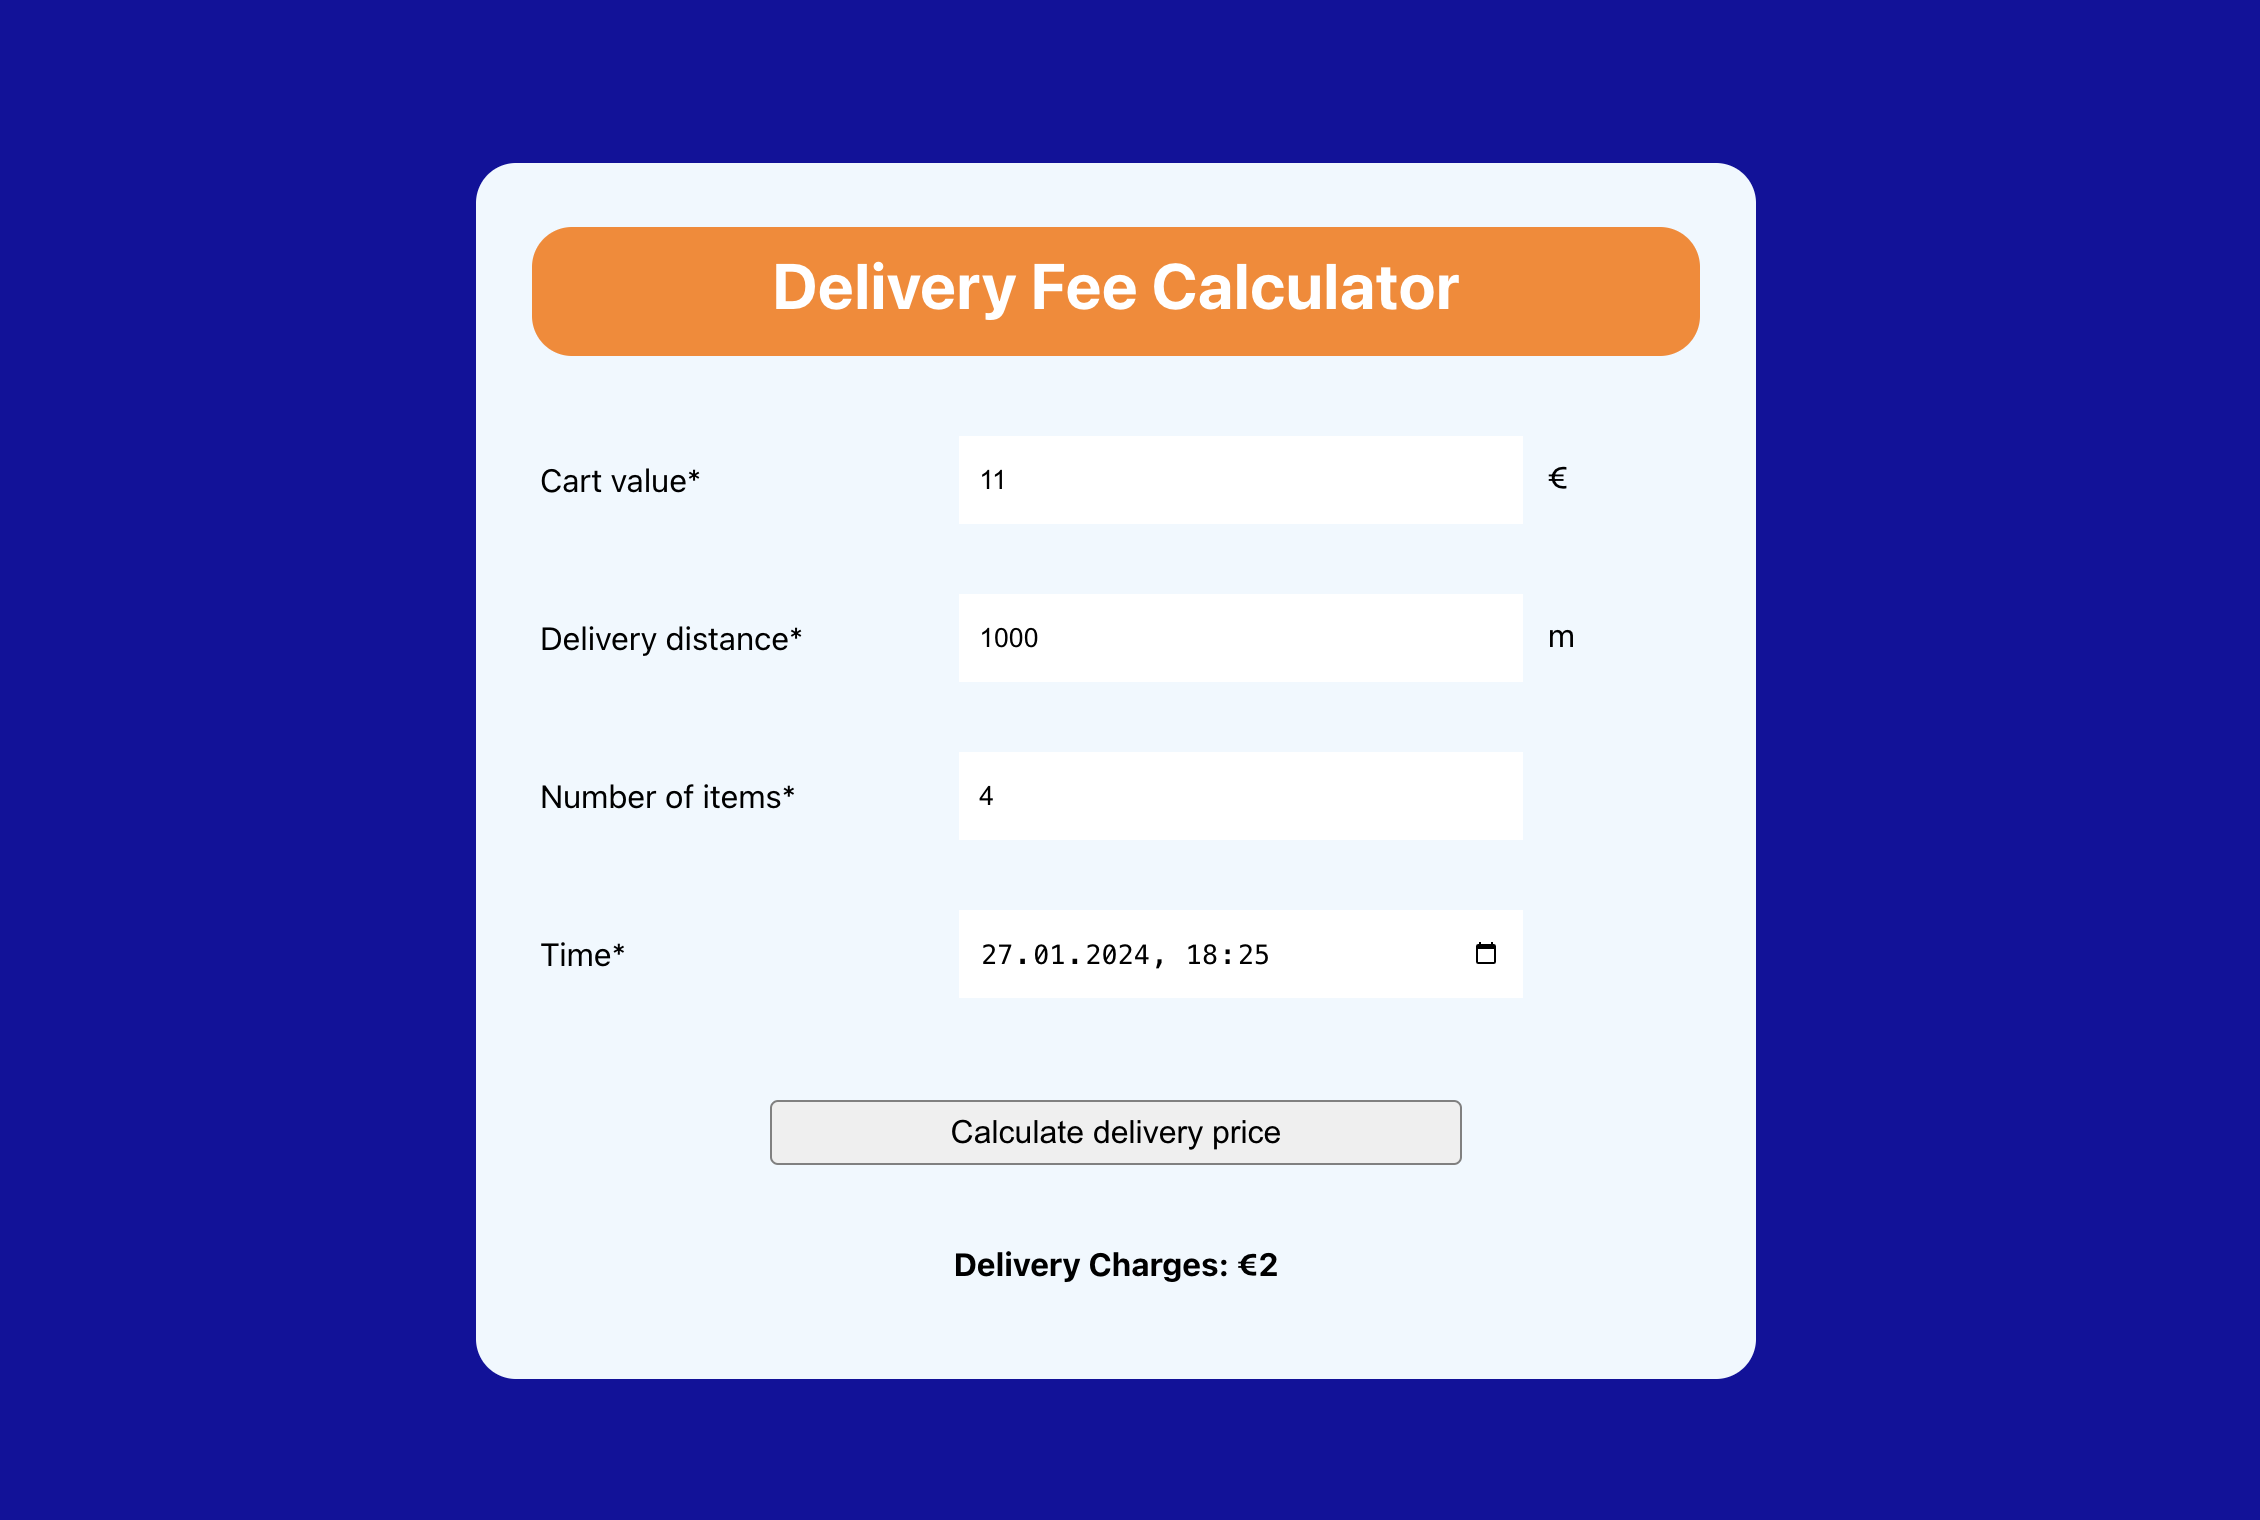 Delivery Fee Calculator
Cart value* 11 €
Delivery distance* 1000 m
Number of items* 4
Time* 27.01.2024, 18:25
Calculate delivery price
Delivery Charges: €2